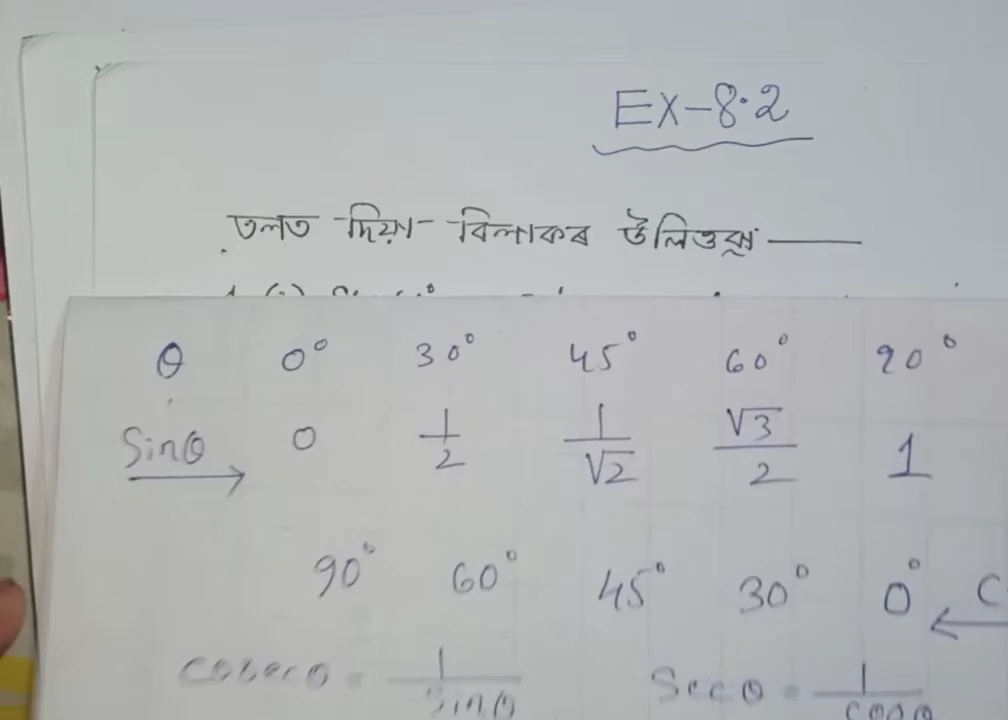 EX-8.2
তলত দিয়া বিলাকৰ উলিওৱা —
θ 0° 30° 45° 60° 90°
Sinθ 0 1/2 1/√2 √3/2 1
90° 60° 45° 30° 0° C
cosecθ = 1/sinθ Secθ = 1/cosθ